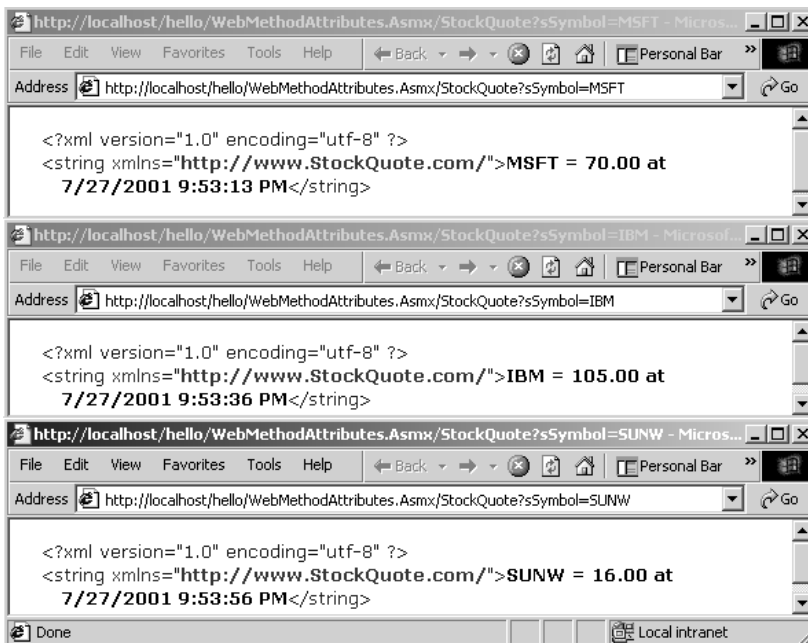 http://localhost/hello/WebMethodAttributes.Asmx/StockQuote?sSymbol=MSFT - Micros...
File Edit View Favorites Tools Help Back Personal Bar »
Address http://localhost/hello/WebMethodAttributes.Asmx/StockQuote?sSymbol=MSFT Go
<?xml version="1.0" encoding="utf-8" ?>
<string xmlns="http://www.StockQuote.com/">MSFT = 70.00 at
7/27/2001 9:53:13 PM</string>
http://localhost/hello/WebMethodAttributes.Asmx/StockQuote?sSymbol=IBM - Microsof...
File Edit View Favorites Tools Help Back Personal Bar »
Address http://localhost/hello/WebMethodAttributes.Asmx/StockQuote?sSymbol=IBM Go
<?xml version="1.0" encoding="utf-8" ?>
<string xmlns="http://www.StockQuote.com/">IBM = 105.00 at
7/27/2001 9:53:36 PM</string>
http://localhost/hello/WebMethodAttributes.Asmx/StockQuote?sSymbol=SUNW - Micros...
File Edit View Favorites Tools Help Back Personal Bar »
Address http://localhost/hello/WebMethodAttributes.Asmx/StockQuote?sSymbol=SUNW Go
<?xml version="1.0" encoding="utf-8" ?>
<string xmlns="http://www.StockQuote.com/">SUNW = 16.00 at
7/27/2001 9:53:56 PM</string>
Done Local intranet